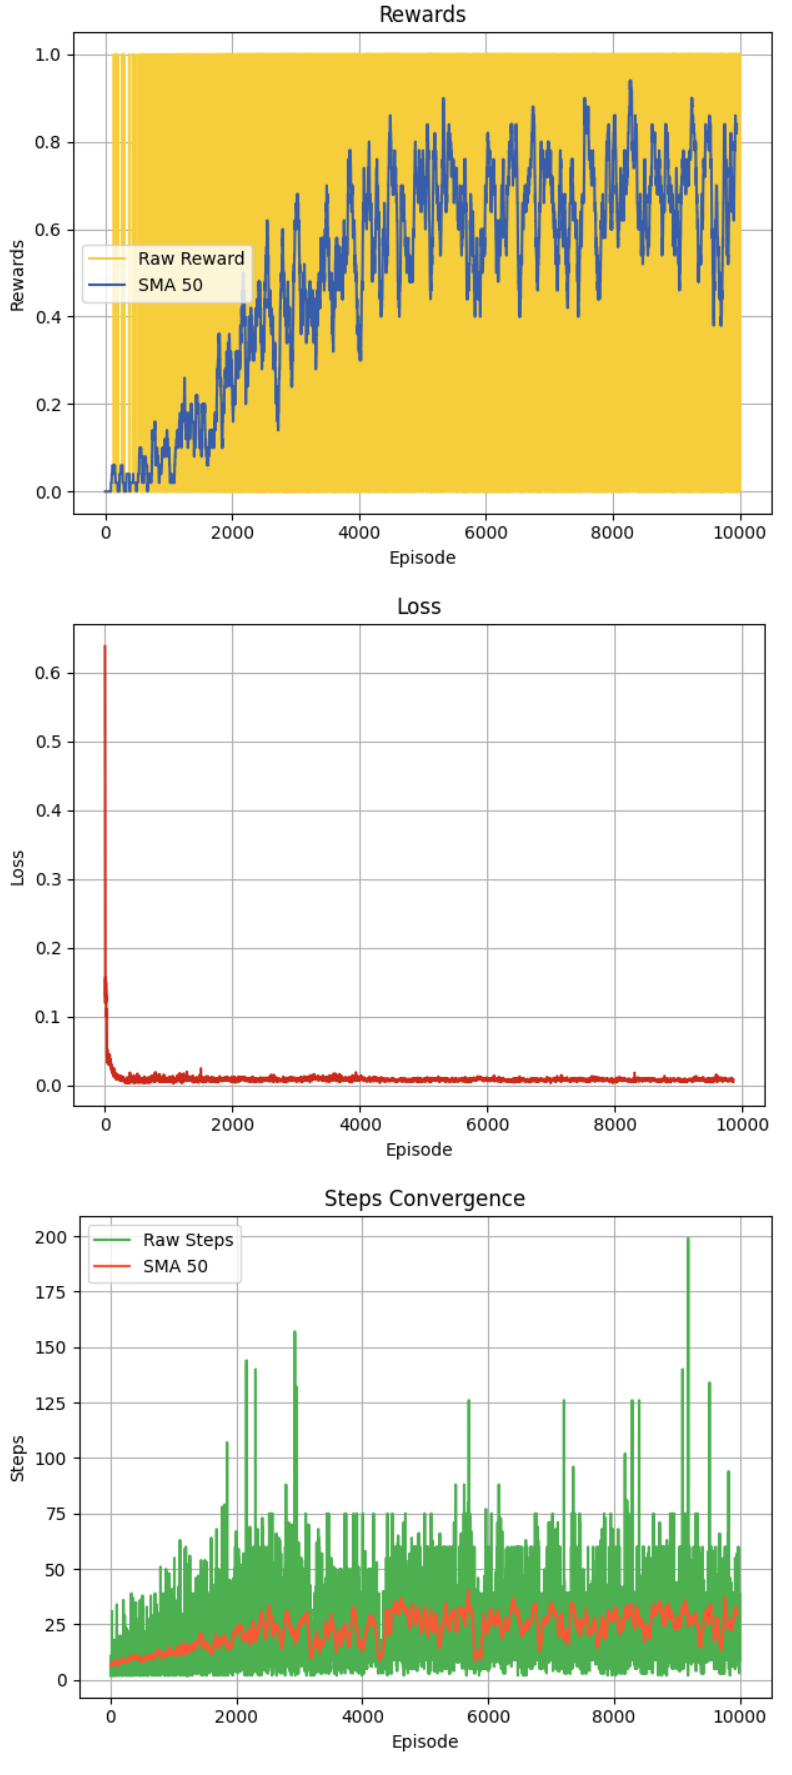 Rewards
1.0
0.8
0.6
0.4
0.2
0.0
Rewards
Raw Reward
SMA 50
0 2000 4000 6000 8000 10000
Episode
Loss
0.6
0.5
0.4
0.3
0.2
0.1
0.0
Loss
0 2000 4000 6000 8000 10000
Episode
Steps Convergence
200
175
150
125
100
75
50
25
0
Steps
Raw Steps
SMA 50
0 2000 4000 6000 8000 10000
Episode